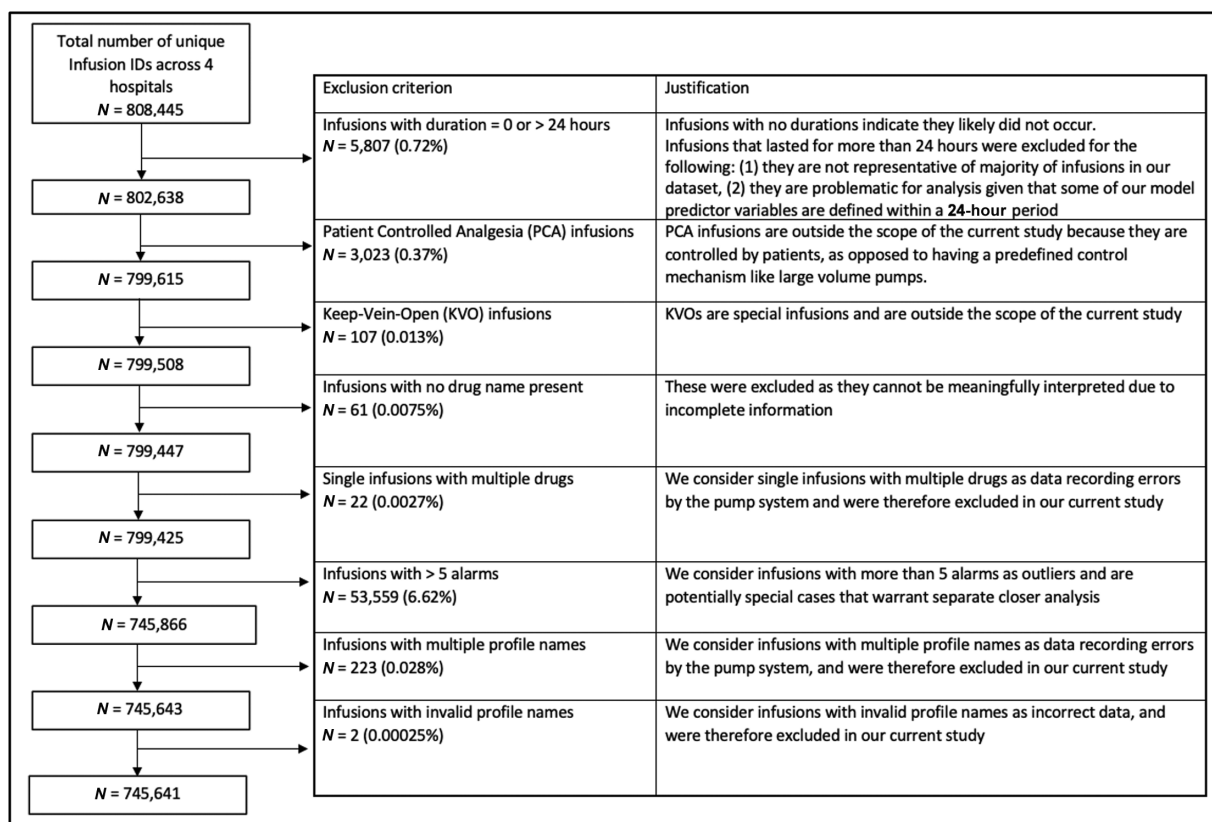 Total number of unique
Infusion IDs across 4
hospitals
N = 808,445
Exclusion criterion
Justification
Infusions with duration = 0 or > 24 hours
N = 5,807 (0.72%)
Infusions with no durations indicate they likely did not occur.
Infusions that lasted for more than 24 hours were excluded for the
following: (1) they are not representative of majority of infusions in our
dataset, (2) they are problematic for analysis given that some of our model
predictor variables are defined within a 24-hour period
N = 802,638
Patient Controlled Analgesia (PCA) infusions
N = 3,023 (0.37%)
PCA infusions are outside the scope of the current study because they are
controlled by patients, as opposed to having a predefined control
mechanism like large volume pumps.
N = 799,615
Keep-Vein-Open (KVO) infusions
N = 107 (0.013%)
KVOs are special infusions and are outside the scope of the current study
N = 799,508
Infusions with no drug name present
N = 61 (0.0075%)
These were excluded as they cannot be meaningfully interpreted due to
incomplete information
N = 799,447
Single infusions with multiple drugs
N = 22 (0.0027%)
We consider single infusions with multiple drugs as data recording errors
by the pump system and were therefore excluded in our current study
N = 799,425
Infusions with > 5 alarms
N = 53,559 (6.62%)
We consider infusions with more than 5 alarms as outliers and are
potentially special cases that warrant separate closer analysis
N = 745,866
Infusions with multiple profile names
N = 223 (0.028%)
We consider infusions with multiple profile names as data recording errors
by the pump system, and were therefore excluded in our current study
N = 745,643
Infusions with invalid profile names
N = 2 (0.00025%)
We consider infusions with invalid profile names as incorrect data, and
were therefore excluded in our current study
N = 745,641